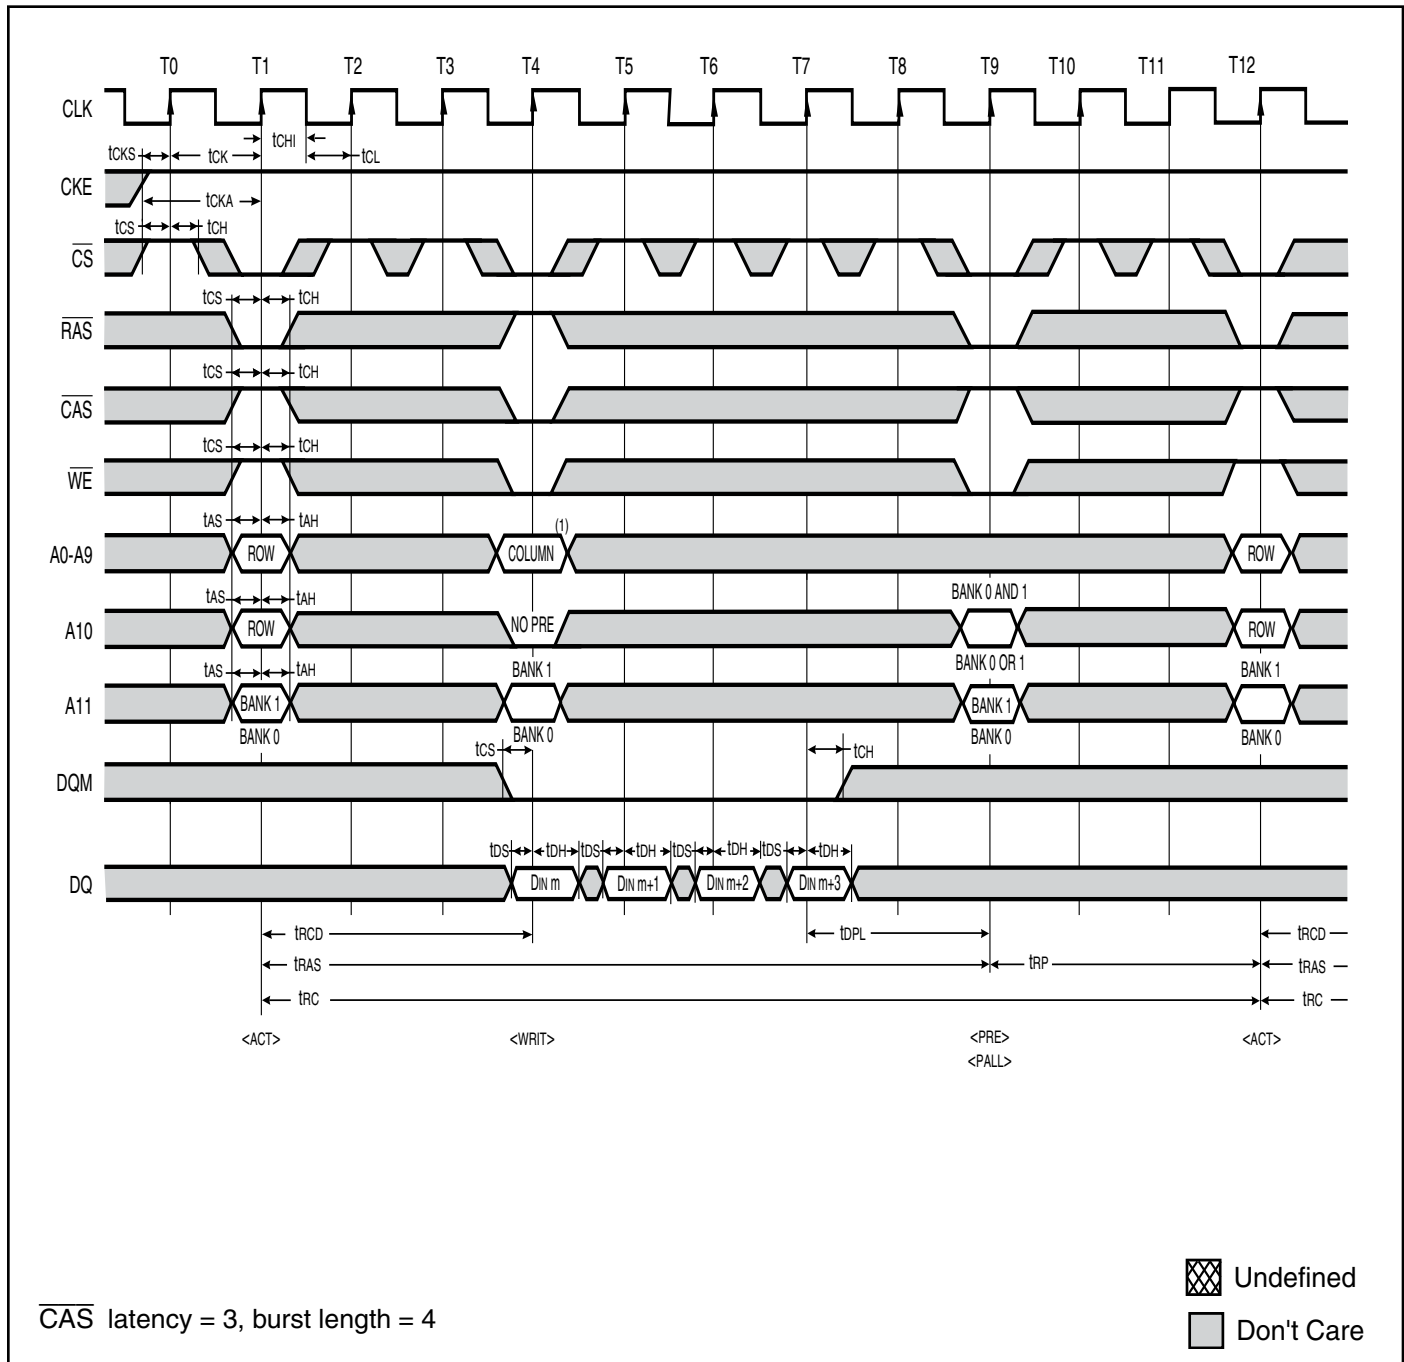 T0 T1 T2 T3 T4 T5 T6 T7 T8 T9 T10 T11 T12
CLK
tCHI
tCKS tCK tCL
CKE
tCKA
tCS tCH
CS
tCS tCH
RAS
tCS tCH
CAS
tCS tCH
WE
tAS tAH (1)
A0-A9 ROW COLUMN ROW
tAS tAH BANK 0 AND 1
A10 ROW NO PRE ROW
tAS tAH BANK 1 BANK 0 OR 1 BANK 1
A11 BANK 1 BANK 1
BANK 0 BANK 0 BANK 0 BANK 0
tCS tCH
DQM
tDS tDH tDS tDH tDS tDH tDS tDH
DQ DIN m DIN m+1 DIN m+2 DIN m+3
tRCD tDPL tRCD
tRAS tRP tRAS
tRC tRC
<ACT> <WRIT> <PRE> <ACT>
<PALL>
Undefined
CAS latency = 3, burst length = 4
Don't Care